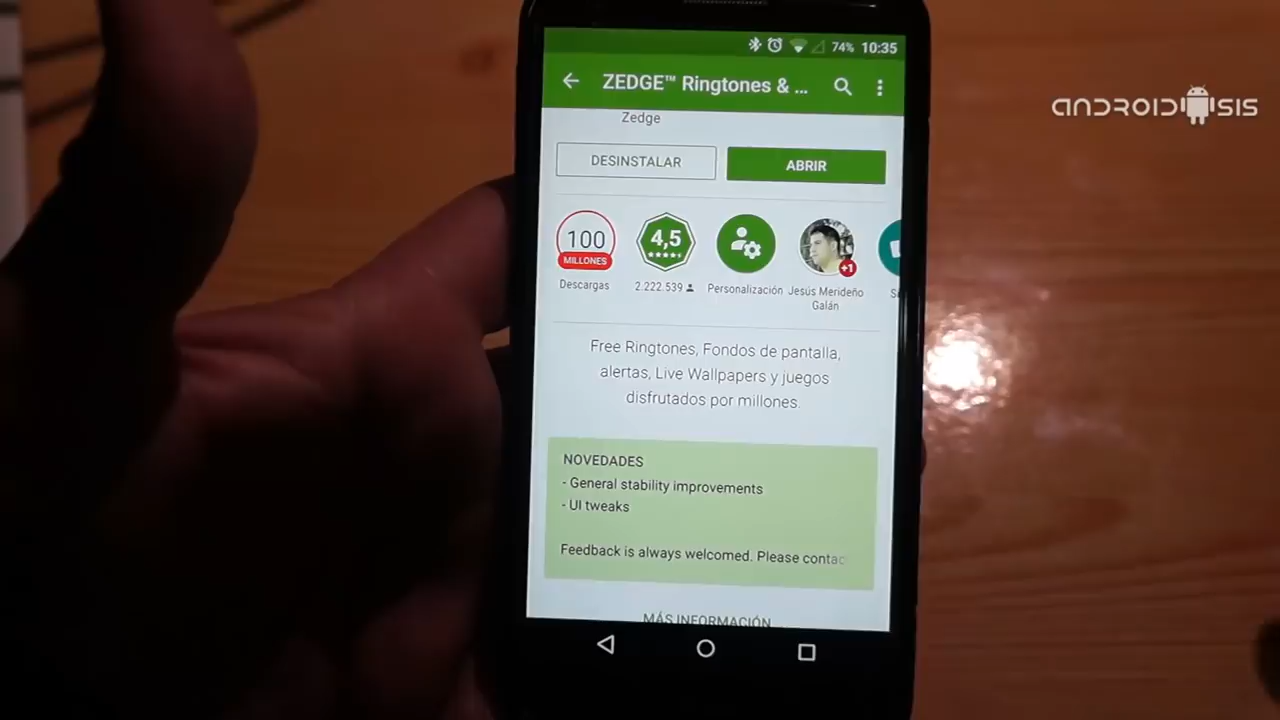 74% 10:35
ZEDGE™ Ringtones & ...
ANDROIDSIS
Zedge
DESINSTALAR
ABRIR
100
MILLONES
Descargas
4,5
2.222.539
Personalización
+1
Jesús Merideño
Galán
Free Ringtones, Fondos de pantalla,
alertas, Live Wallpapers y juegos
disfrutados por millones.
NOVEDADES
- General stability improvements
- UI tweaks
Feedback is always welcomed. Please contac
MÁS INFORMACIÓN